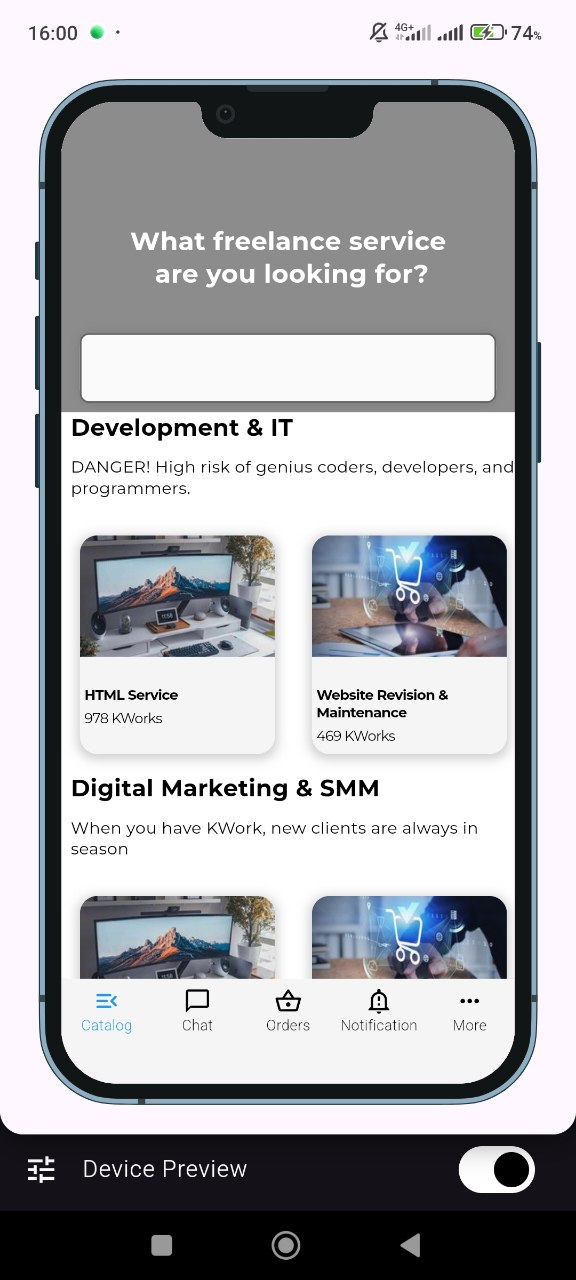 16:00
4G+
74%
What freelance service
are you looking for?
Development & IT
DANGER! High risk of genius coders, developers, and
programmers.
HTML Service
978 KWorks
Website Revision &
Maintenance
469 KWorks
Digital Marketing & SMM
When you have KWork, new clients are always in
season
Catalog
Chat
Orders
Notification
More
Device Preview